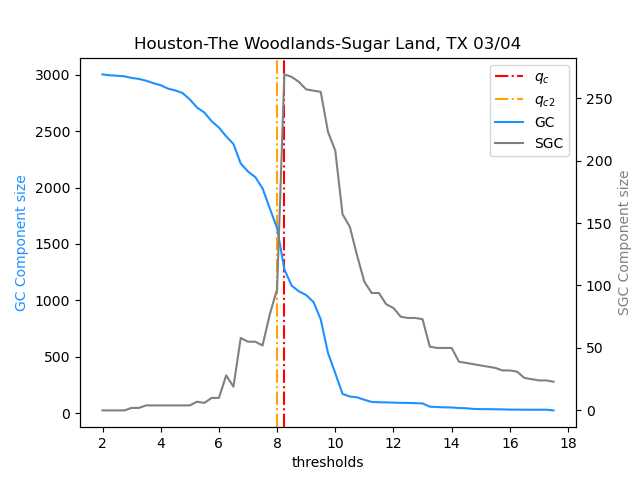 Houston-The Woodlands-Sugar Land, TX 03/04
3000
2500
2000
1500
1000
500
0
GC Component size
q_c
q_{c2}
GC
SGC
250
200
150
100
50
0
SGC Component size
2 4 6 8 10 12 14 16 18
thresholds